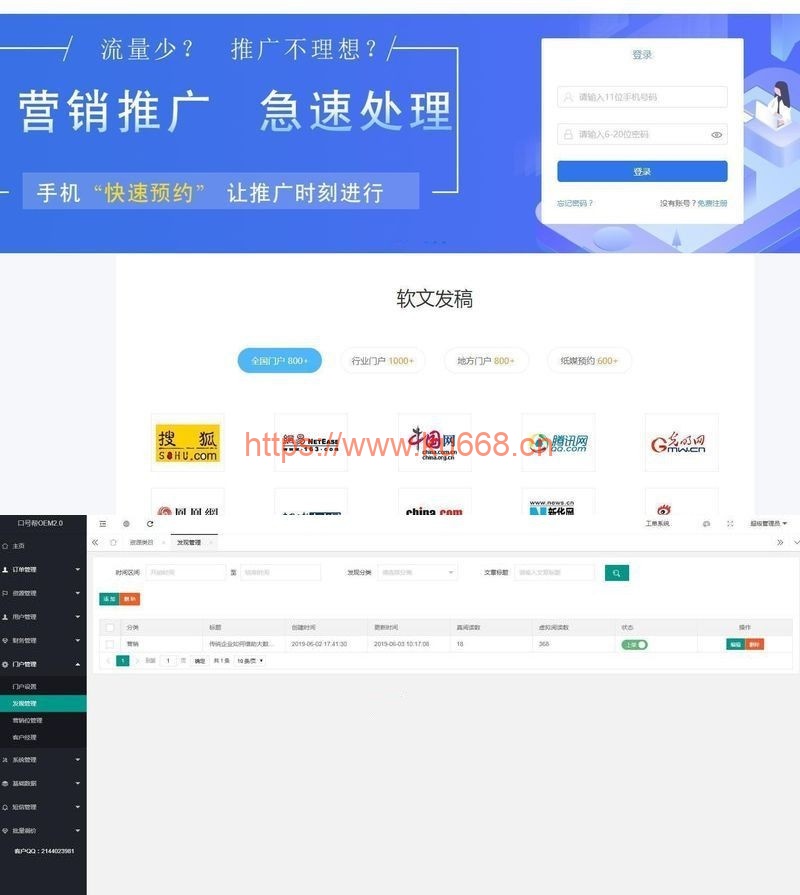 流量少？ 推广不理想？
营销推广 急速处理
手机“快速预约” 让推广时刻进行
登录
请输入11位手机号码
请输入6-20位密码
登录
忘记密码？ 没有账号？免费注册
软文发稿
全国门户 800+ 行业门户 1000+ 地方门户 800+ 纸媒预约 600+
搜狐
SOHU.com
網易 NETEASE
www.163.com
中国网
china.com.cn
china.org.cn
腾讯网
QQ.com
光明网
GMW.CN
https://www.hu668.cn
凤凰网
china.com
www.news.cn
新华网
口号帮OEM2.0
工单系统 超级管理员
主页
资源类别 发现管理
订单管理
资源管理
用户管理
财务管理
门户管理
门户设置
发现管理
营销位管理
客户经理
系统管理
基础数据
短信管理
批量调价
客户QQ：2144023981
时间区间 开始时间 至 结束时间 发现分类 请选择分类 文章标题 请输入文章标题
添加 删除
分类 标题 创建时间 更新时间 真阅读数 虚拟阅读数 状态 操作
营销 传统企业如何借助大数... 2019-06-02 17:41:30 2019-06-03 10:17:08 18 368 上架 编辑 删除
1 到第 1 页 确定 共 1 条 10 条/页